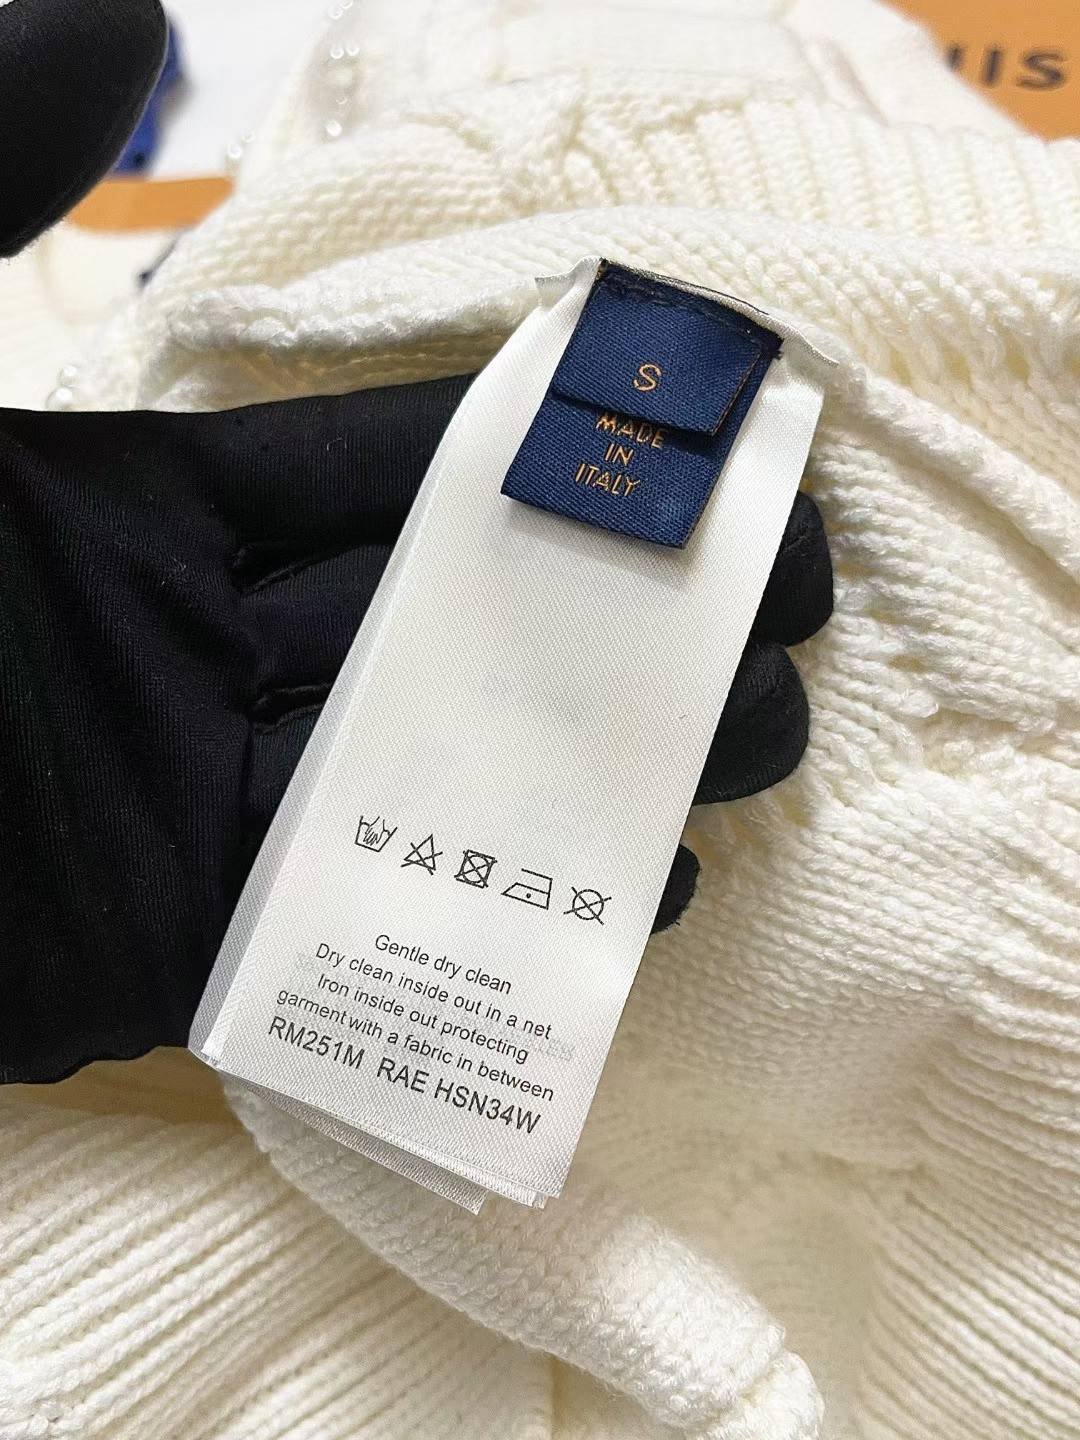 UIS
S
MADE
IN
ITALY
Gentle dry clean
Dry clean inside out in a net
Iron inside out protecting
garment with a fabric in between
RM251M RAE HSN34W